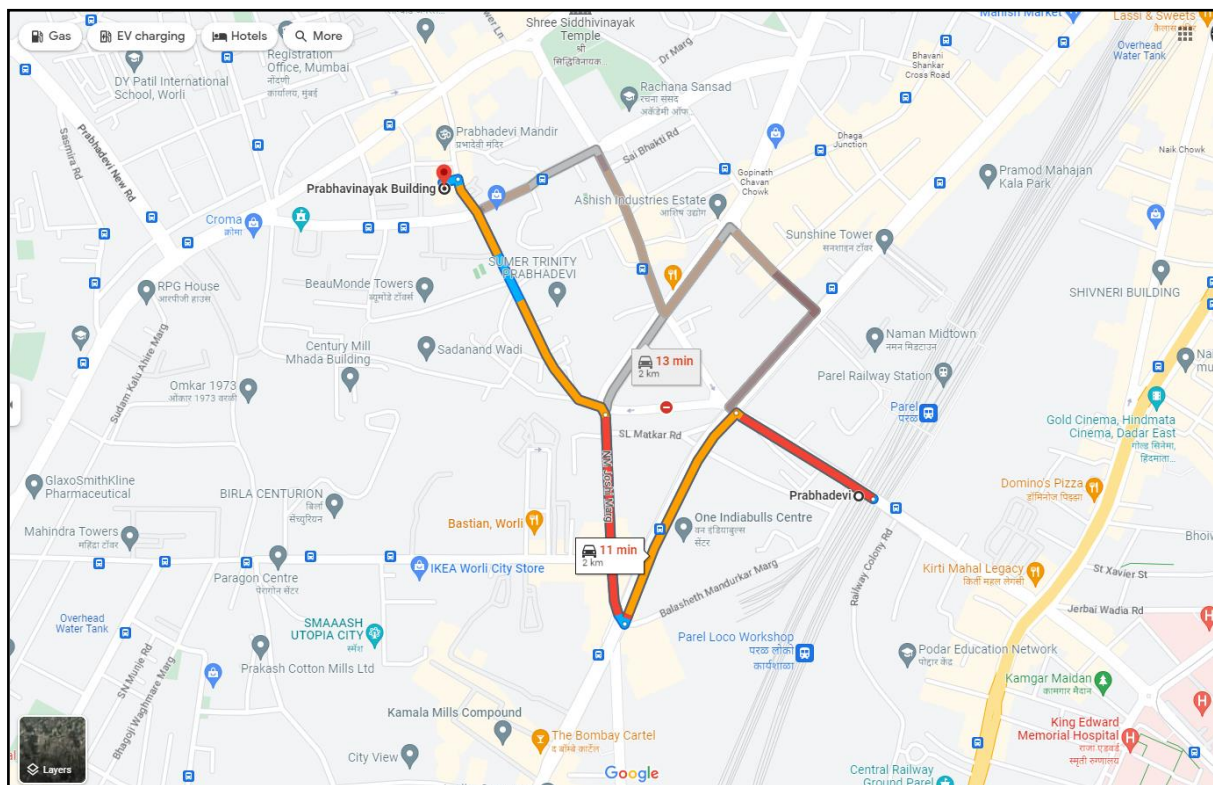 Gas
EV charging
Hotels
More
Shree Siddhivinayak
Temple
श्री
सिद्धिविनायक...
Manish Market
Lassi & Sweets
Overhead
Water Tank
Registration
Office, Mumbai
नोंदणी
कार्यालय, मुंबई
DY Patil International
School, Worli
Sasmira Rd
Prabhadevi New Rd
Rachana Sansad
रचना संसद
अकॅडेमी ऑफ...
Bhavani
Shankar
Cross Road
Sai Bhakti Rd
Prabhadevi Mandir
प्रभादेवी मंदिर
Dhaga
Junction
Naik Chowk
Gopinath
Chavan
Chowk
Pramod Mahajan
Kala Park
Prabhavinayak Building
Ashish Industries Estate
आशिष उद्योग
Croma
क्रोमा
Sunshine Tower
सनशाइन टॉवर
SUMER TRINITY
PRABHADEVI
RPG House
आरपीजी हाउस
BeauMonde Towers
ब्यूमोंडे टॉवर्स
SHIVNERI BUILDING
Sudam Kalu Ahire Marg
Century Mill
Mhada Building
Sadanand Wadi
13 min
2 km
Naman Midtown
नमन मिडटाउन
Parel Railway Station
Omkar 1973
ओंकार 1973 वरळी
Parel
परळ
Gold Cinema, Hindmata
Cinema, Dadar East
गोल्ड सिनेमा,
हिंदमाता...
SL Matkar Rd
NM Joshi Marg
GlaxoSmithKline
Pharmaceutical
BIRLA CENTURION
बिर्ला
सेंच्युरियन
Prabhadevi
Domino's Pizza
डॉमिनोज पिझ्झा
Mahindra Towers
महिंद्रा टॉवर
Bastian, Worli
One Indiabulls Centre
वन इंडियाबुल्स
सेंटर
11 min
2 km
IKEA Worli City Store
Paragon Centre
पॅरागॉन सेंटर
Balasheth Mandurkar Marg
Railway Colony Rd
Kirti Mahal Legacy
किर्ती महल लेगसी
St Xavier St
Jerbai Wadia Rd
Overhead
Water Tank
SMAAASH
UTOPIA CITY
स्मॅश
SN Munje Rd
Prakash Cotton Mills Ltd
Parel Loco Workshop
परळ लोको
कार्यशाळा
Podar Education Network
पोद्दार केंद्र
Kamgar Maidan
कामगार मैदान
Bhagoji Waghmare Marg
Kamala Mills Compound
King Edward
Memorial Hospital
राजा एडवर्ड
स्मृती रुग्णालय
The Bombay Cartel
द बॉम्बे कार्टेल
City View
Layers
Google
Central Railway
Ground Parel